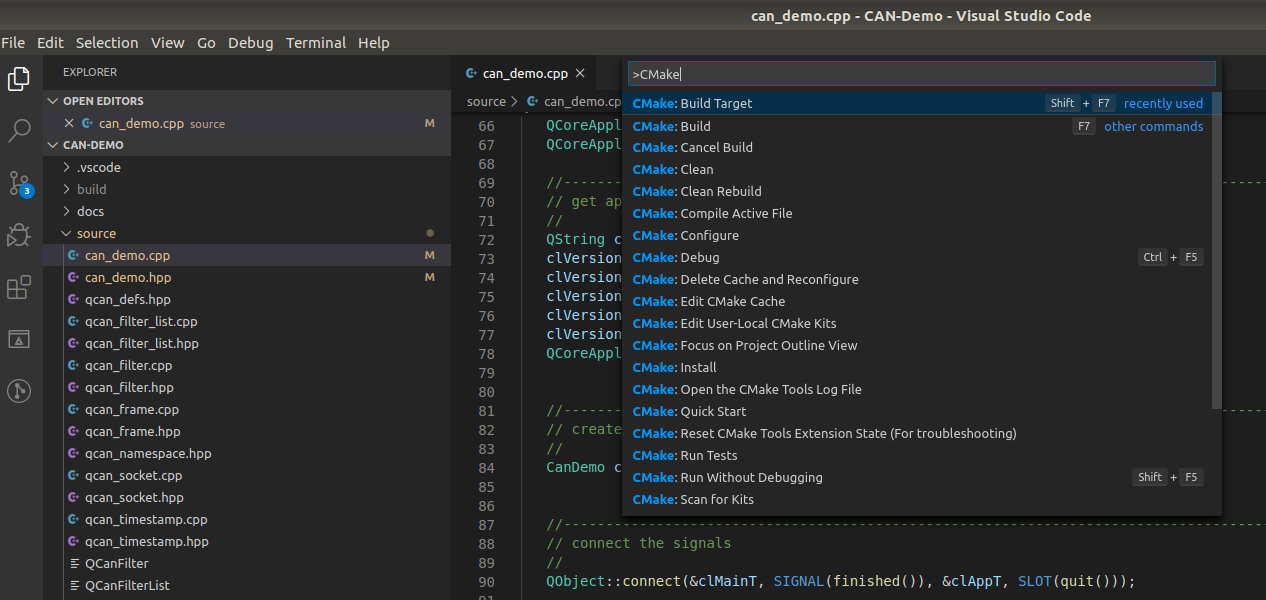 can_demo.cpp - CAN-Demo - Visual Studio Code
File Edit Selection View Go Debug Terminal Help
EXPLORER
OPEN EDITORS
can_demo.cpp source M
CAN-DEMO
.vscode
build
docs
source
can_demo.cpp M
can_demo.hpp M
qcan_defs.hpp
qcan_filter_list.cpp
qcan_filter_list.hpp
qcan_filter.cpp
qcan_filter.hpp
qcan_frame.cpp
qcan_frame.hpp
qcan_namespace.hpp
qcan_socket.cpp
qcan_socket.hpp
qcan_timestamp.cpp
qcan_timestamp.hpp
QCanFilter
QCanFilterList
3
can_demo.cpp
source > can_demo.cp
>CMake
CMake: Build Target Shift + F7 recently used
CMake: Build F7 other commands
CMake: Cancel Build
CMake: Clean
CMake: Clean Rebuild
CMake: Compile Active File
CMake: Configure
CMake: Debug Ctrl + F5
CMake: Delete Cache and Reconfigure
CMake: Edit CMake Cache
CMake: Edit User-Local CMake Kits
CMake: Focus on Project Outline View
CMake: Install
CMake: Open the CMake Tools Log File
CMake: Quick Start
CMake: Reset CMake Tools Extension State (For troubleshooting)
CMake: Run Tests
CMake: Run Without Debugging Shift + F5
CMake: Scan for Kits
66 QCoreAppl
67 QCoreAppl
68
69 //-------
70 // get ap
71 //
72 QString c
73 clVersion
74 clVersion
75 clVersion
76 clVersion
77 clVersion
78 QCoreAppl
79
80
81 //-------
82 // create
83 //
84 CanDemo c
85
86
87 //--------------------------------------------------------------------------------
88 // connect the signals
89 //
90 QObject::connect(&clMainT, SIGNAL(finished()), &clAppT, SLOT(quit()));
91